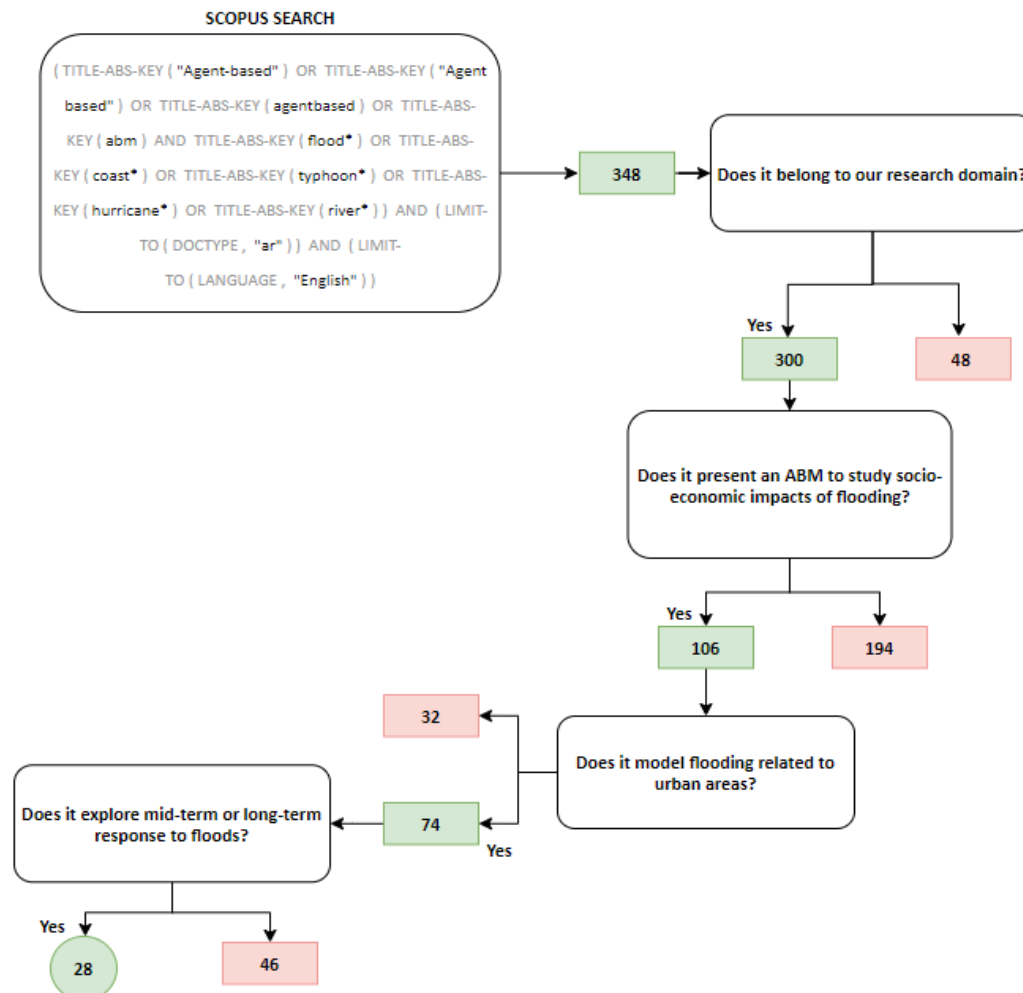 SCOPUS SEARCH
( TITLE-ABS-KEY ( "Agent-based" ) OR TITLE-ABS-KEY ( "Agent
based" ) OR TITLE-ABS-KEY ( agentbased ) OR TITLE-ABS-
KEY ( abm ) AND TITLE-ABS-KEY ( flood* ) OR TITLE-ABS-
KEY ( coast* ) OR TITLE-ABS-KEY ( typhoon* ) OR TITLE-ABS-
KEY ( hurricane* ) OR TITLE-ABS-KEY ( river* ) ) AND ( LIMIT-
TO ( DOCTYPE , "ar" ) ) AND ( LIMIT-
TO ( LANGUAGE , "English" ) )
348
Does it belong to our research domain?
Yes
300
48
Does it present an ABM to study socio-
economic impacts of flooding?
Yes
106
194
32
Does it model flooding related to
urban areas?
74
Yes
Does it explore mid-term or long-term
response to floods?
Yes
28
46